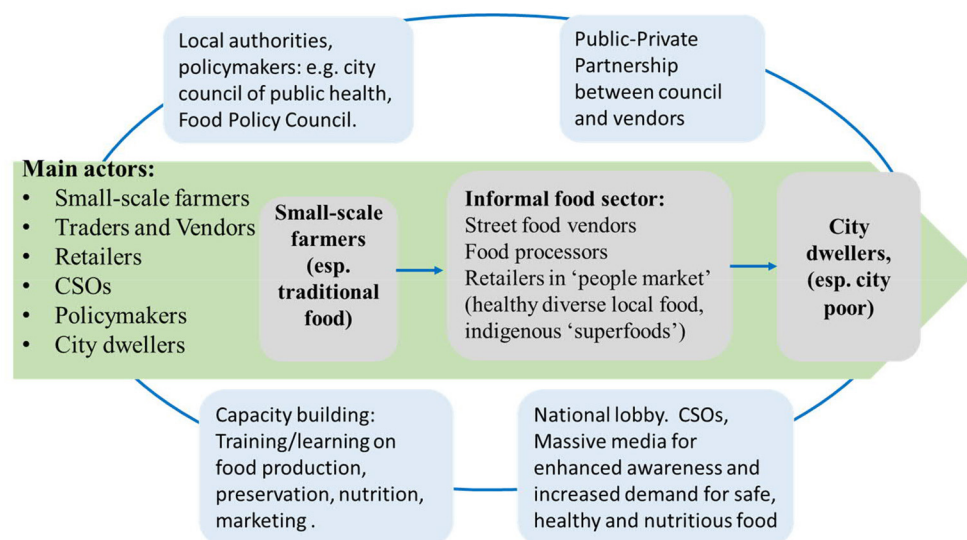 Local authorities,
policymakers: e.g. city
council of public health,
Food Policy Council.
Public-Private
Partnership
between council
and vendors
Main actors:
• Small-scale farmers
• Traders and Vendors
• Retailers
• CSOs
• Policymakers
• City dwellers
Small-scale
farmers
(esp.
traditional
food)
Informal food sector:
Street food vendors
Food processors
Retailers in ‘people market’
(healthy diverse local food,
indigenous ‘superfoods’)
City
dwellers,
(esp. city
poor)
Capacity building:
Training/learning on
food production,
preservation, nutrition,
marketing .
National lobby. CSOs,
Massive media for
enhanced awareness and
increased demand for safe,
healthy and nutritious food